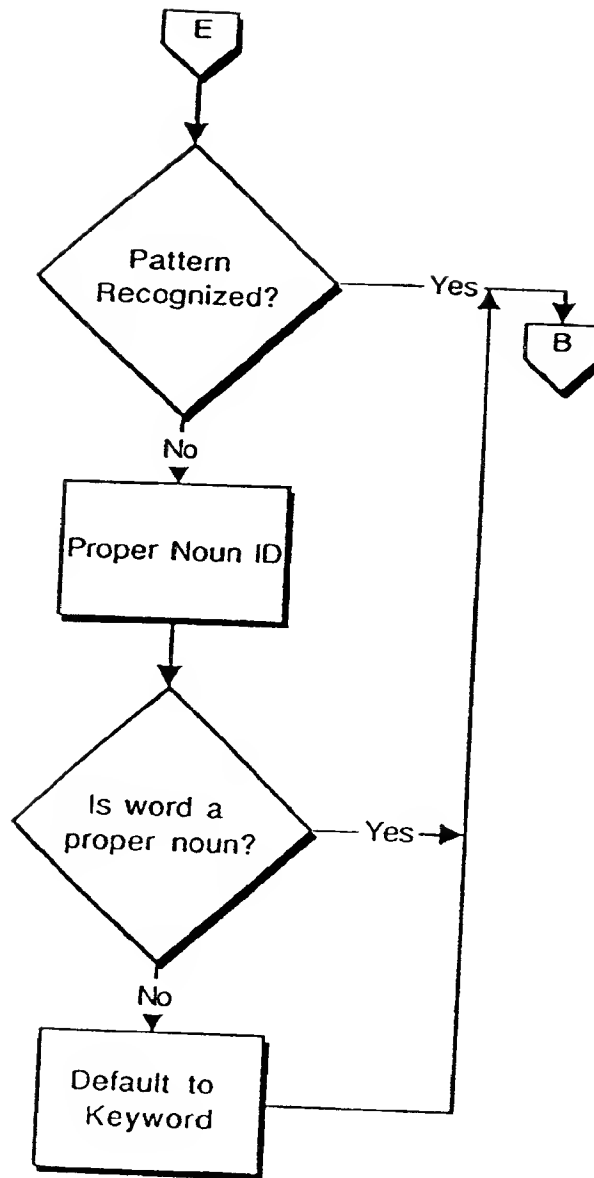 E
Pattern
Recognized?
Yes
B
No
Proper Noun ID
Is word a
proper noun?
Yes
No
Default to
Keyword